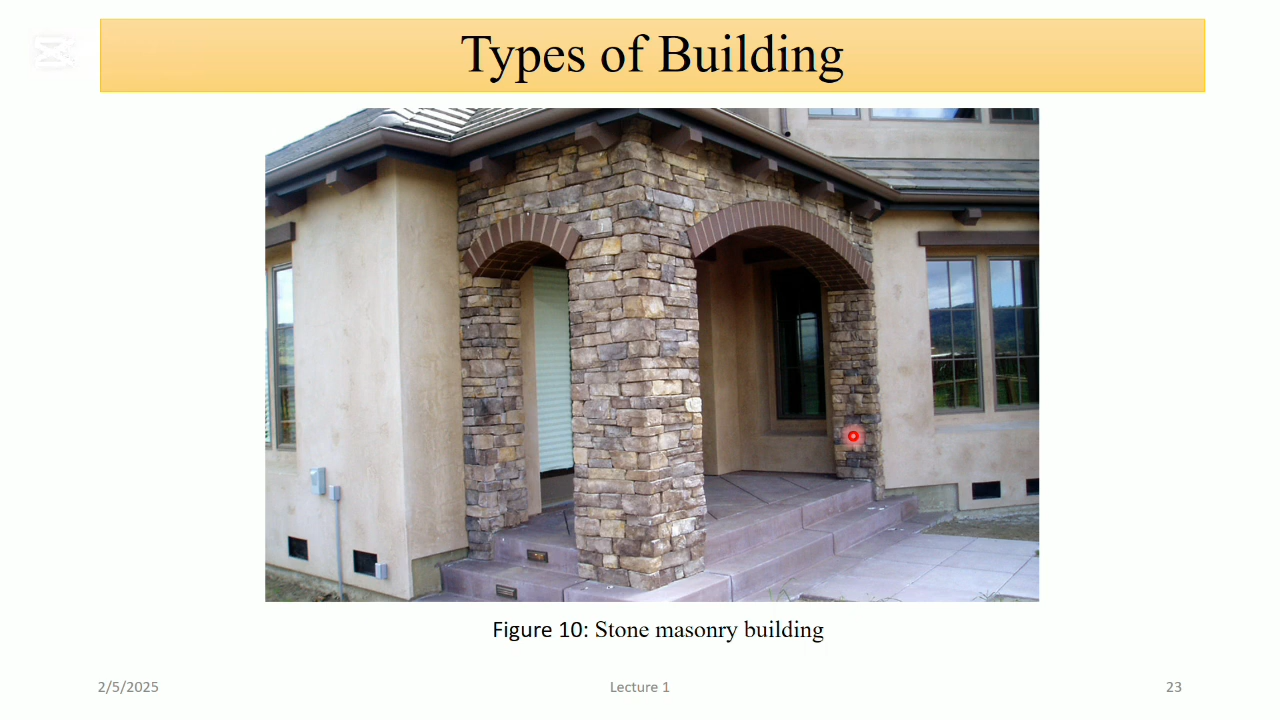 Types of Building
Figure 10: Stone masonry building
2/5/2025
Lecture 1
23